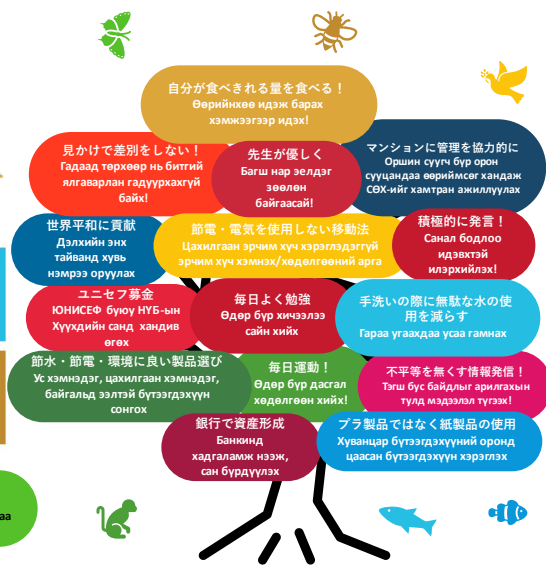 自分が食べきれる量を食べる！
Өөрийнхөө идэж барах
хэмжээгээр идэх!
見かけで差別をしない！
Гадаад төрхөөр нь битгий
ялгаварлан гадуурхахгүй
байх!
先生が優しく
Багш нар эелдэг
зөөлөн
байгаасай!
マンションに管理を協力的に
Оршин суугч бүр орон
сууцандаа өөриймсөг хандаж
СӨХ-ийг хамтран ажиллуулах
世界平和に貢献
Дэлхийн энх
тайванд хувь
нэмрээ оруулах
節電・電気を使用しない移動法
Цахилгаан эрчим хүч хэрэглэдэггүй
эрчим хүч хэмнэх/хөдөлгөөний арга
積極的に発言！
Санал бодлоо
идэвхтэй
илэрхийлэх!
ユニセフ募金
ЮНИСЕФ буюу НҮБ-ын
Хүүхдийн санд хандив
өгөх
毎日よく勉強
Өдөр бүр хичээлээ
сайн хийх
手洗いの際に無駄な水の使
用を減らす
Гараа угаахдаа усаа гамнах
節水・節電・環境に良い製品選び
Ус хэмнэдэг, цахилгаан хэмнэдэг,
байгальд ээлтэй бүтээгдэхүүн
сонгох
毎日運動！
Өдөр бүр дасгал
хөдөлгөөн хийх!
不平等を無くす情報発信！
Тэгш бус байдлыг арилгахын
тулд мэдээлэл түгээх!
銀行で資産形成
Банкинд
хадгаламж нээж,
сан бүрдүүлэх
プラ製品ではなく紙製品の使用
Хуванцар бүтээгдэхүүний оронд
цаасан бүтээгдэхүүн хэрэглэх
аа